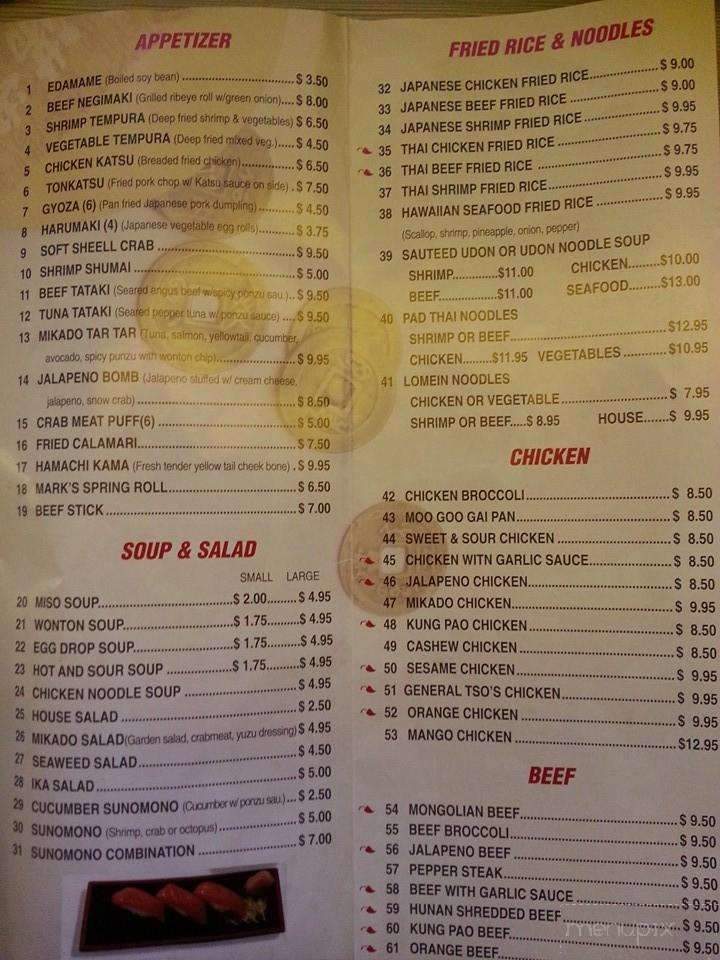 APPETIZER
1 EDAMAME (Boiled soy bean) $ 3.50
2 BEEF NEGIMAKI (Grilled ribeye roll w/green onion) $ 8.00
3 SHRIMP TEMPURA (Deep fried shrimp & vegetables) $ 6.50
4 VEGETABLE TEMPURA (Deep fried mixed veg.) $ 4.50
5 CHICKEN KATSU (Breaded fried chicken) $ 6.50
6 TONKATSU (Fried pork chop w/ Katsu sauce on side) $ 7.50
7 GYOZA (6) (Pan fried Japanese pork dumpling) $ 4.50
8 HARUMAKI (4) (Japanese vegetable egg rolls) $ 3.75
9 SOFT SHEELL CRAB $ 9.50
10 SHRIMP SHUMAI $ 5.00
11 BEEF TATAKI (Seared angus beef w/spicy ponzu sau.) $ 9.50
12 TUNA TATAKI (Seared pepper tuna w/ ponzu sauce) $ 9.50
13 MIKADO TAR TAR (Tuna, salmon, yellowtail, cucumber,
avocado, spicy punzu with wonton chip) $ 9.95
14 JALAPENO BOMB (Jalapeno stuffed w/ cream cheese,
jalapeno, snow crab) $ 8.50
15 CRAB MEAT PUFF(6) $ 5.00
16 FRIED CALAMARI $ 7.50
17 HAMACHI KAMA (Fresh tender yellow tail cheek bone) $ 9.95
18 MARK'S SPRING ROLL $ 6.50
19 BEEF STICK $ 7.00
SOUP & SALAD
SMALL LARGE
20 MISO SOUP $ 2.00 $ 4.95
21 WONTON SOUP $ 1.75 $ 4.95
22 EGG DROP SOUP $ 1.75 $ 4.95
23 HOT AND SOUR SOUP $ 1.75 $ 4.95
24 CHICKEN NOODLE SOUP $ 4.95
25 HOUSE SALAD $ 2.50
26 MIKADO SALAD(Garden salad, crabmeat, yuzu dressing) $ 4.95
27 SEAWEED SALAD $ 4.50
28 IKA SALAD $ 5.00
29 CUCUMBER SUNOMONO (Cucumber w/ ponzu sau.) $ 2.50
30 SUNOMONO (Shrimp, crab or octopus) $ 5.00
31 SUNOMONO COMBINATION $ 7.00
FRIED RICE & NOODLES
32 JAPANESE CHICKEN FRIED RICE $ 9.00
33 JAPANESE BEEF FRIED RICE $ 9.00
34 JAPANESE SHRIMP FRIED RICE $ 9.95
35 THAI CHICKEN FRIED RICE $ 9.75
36 THAI BEEF FRIED RICE $ 9.75
37 THAI SHRIMP FRIED RICE $ 9.95
38 HAWAIIAN SEAFOOD FRIED RICE $ 9.95
(Scallop, shrimp, pineapple, onion, pepper)
39 SAUTEED UDON OR UDON NOODLE SOUP
SHRIMP $11.00 CHICKEN $10.00
BEEF $11.00 SEAFOOD $13.00
40 PAD THAI NOODLES
SHRIMP OR BEEF $12.95
CHICKEN $11.95 VEGETABLES $10.95
41 LOMEIN NOODLES
CHICKEN OR VEGETABLE $ 7.95
SHRIMP OR BEEF $ 8.95 HOUSE $ 9.95
CHICKEN
42 CHICKEN BROCCOLI $ 8.50
43 MOO GOO GAI PAN $ 8.50
44 SWEET & SOUR CHICKEN $ 8.50
45 CHICKEN WITN GARLIC SAUCE $ 8.50
46 JALAPENO CHICKEN $ 8.50
47 MIKADO CHICKEN $ 9.95
48 KUNG PAO CHICKEN $ 8.50
49 CASHEW CHICKEN $ 8.50
50 SESAME CHICKEN $ 9.95
51 GENERAL TSO'S CHICKEN $ 9.95
52 ORANGE CHICKEN $ 9.95
53 MANGO CHICKEN $12.95
BEEF
54 MONGOLIAN BEEF $ 9.50
55 BEEF BROCCOLI $ 9.50
56 JALAPENO BEEF $ 9.50
57 PEPPER STEAK $ 9.50
58 BEEF WITH GARLIC SAUCE $ 9.50
59 HUNAN SHREDDED BEEF $ 9.50
60 KUNG PAO BEEF $ 9.50
61 ORANGE BEEF
menupix